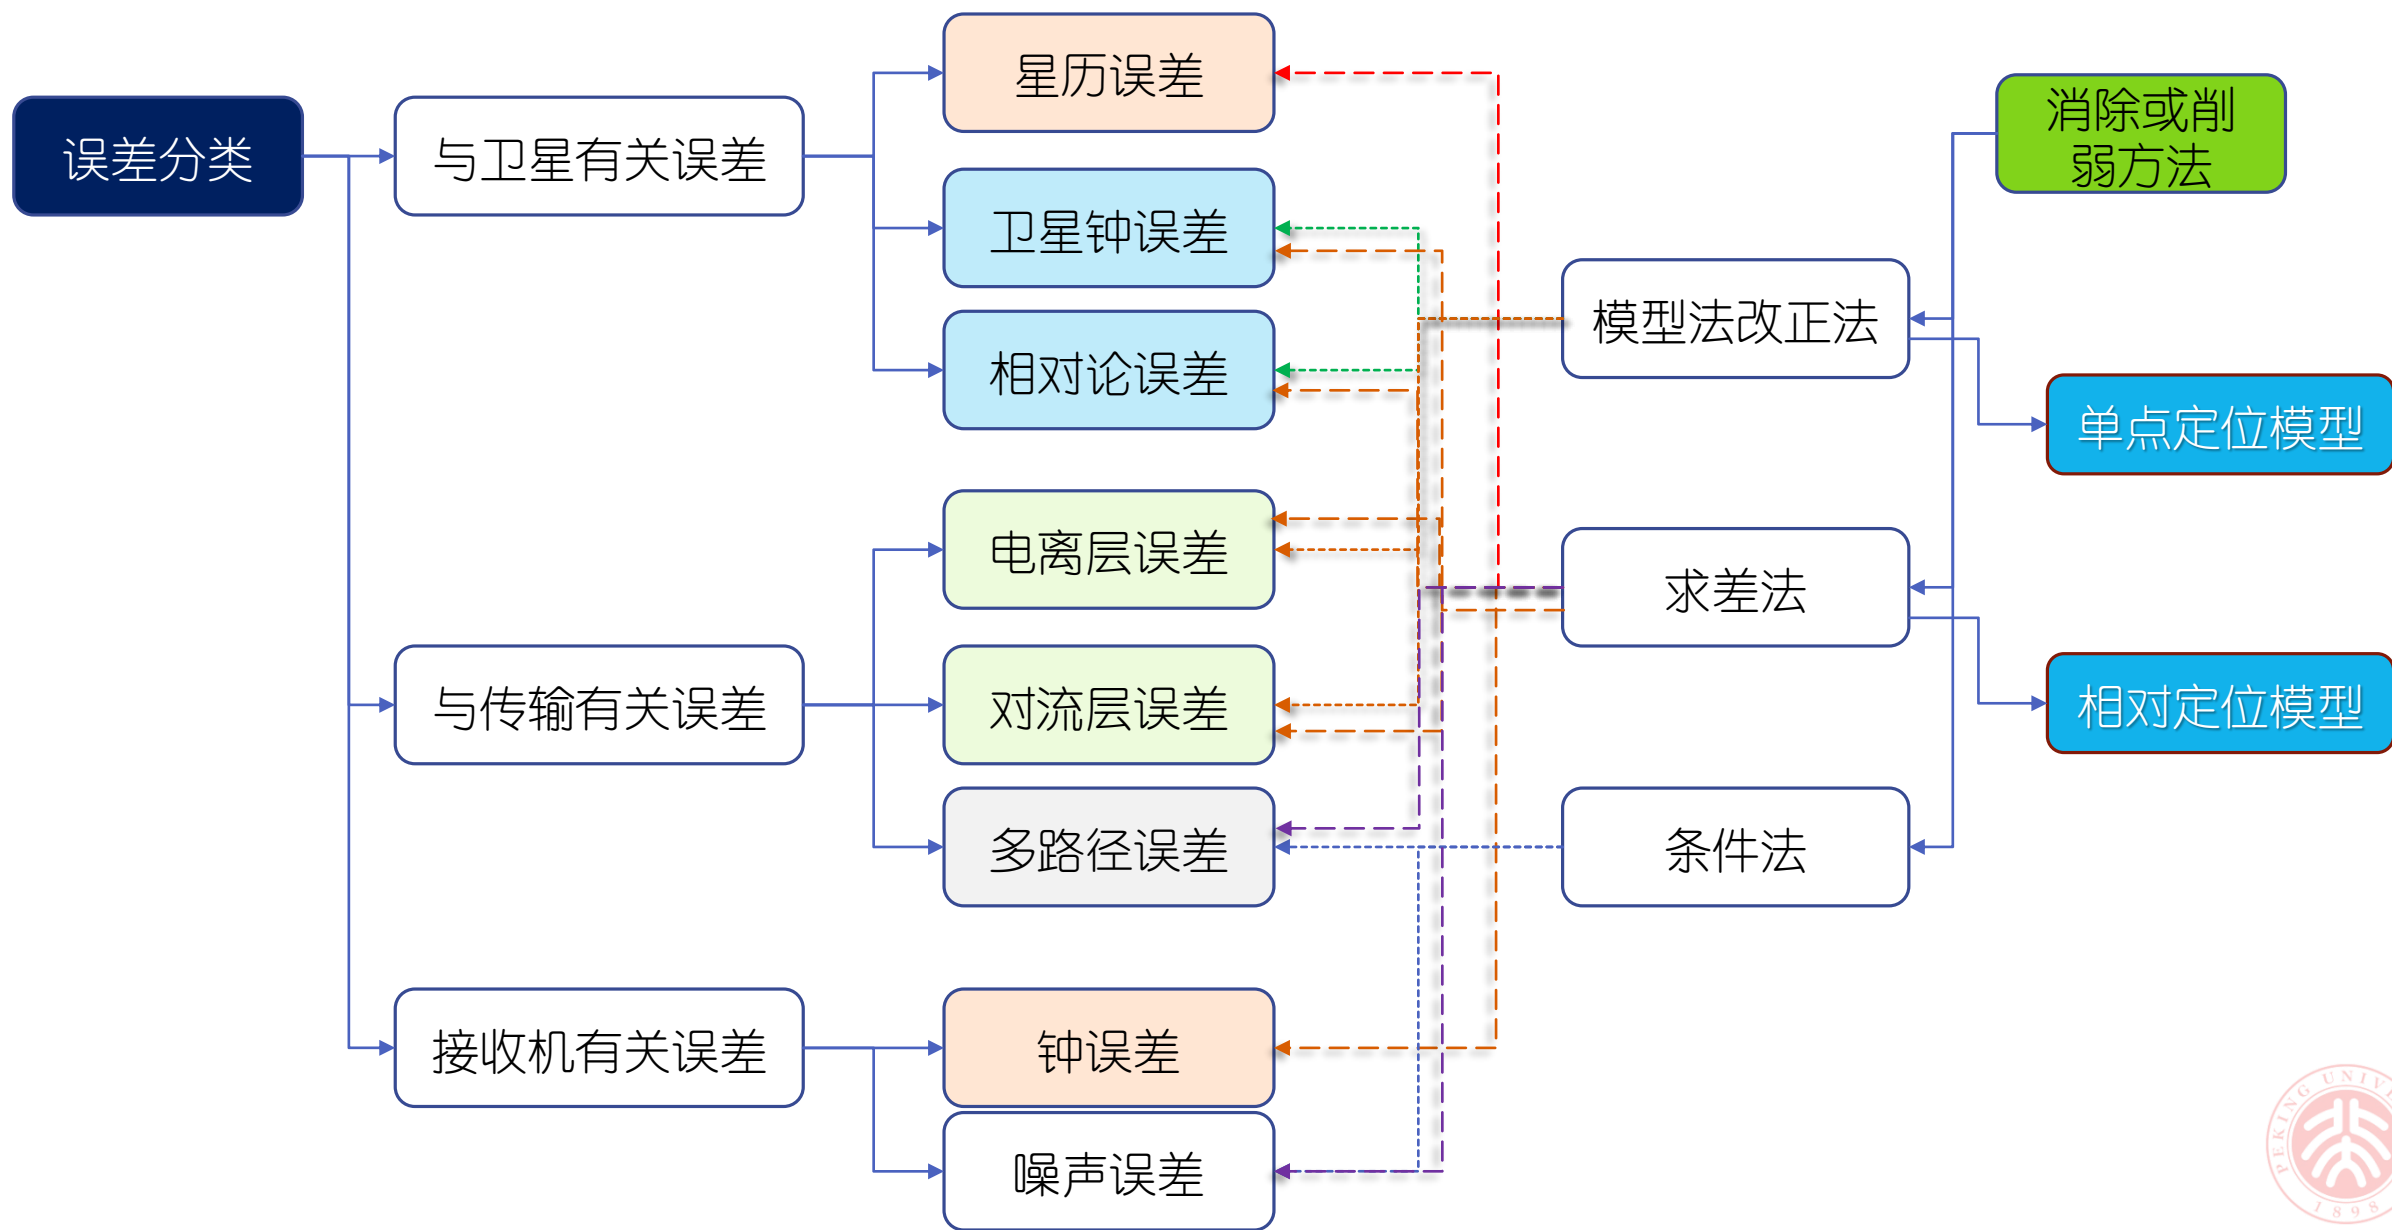 误差分类
与卫星有关误差
星历误差
卫星钟误差
相对论误差
与传输有关误差
电离层误差
对流层误差
多路径误差
接收机有关误差
钟误差
噪声误差
消除或削
弱方法
模型法改正法
单点定位模型
求差法
相对定位模型
条件法
PEKING
1898